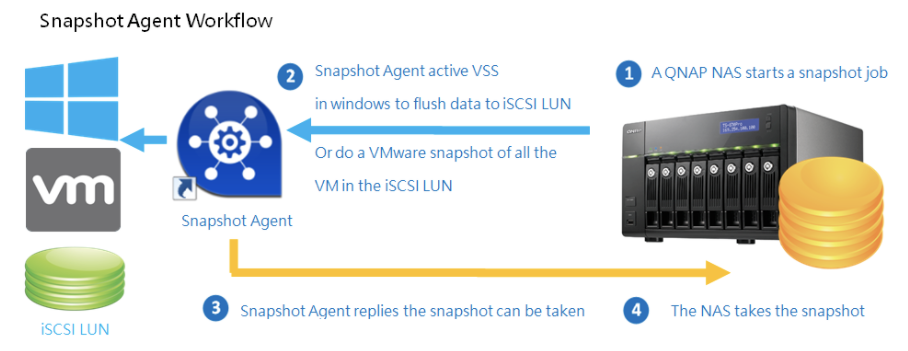 Snapshot Agent Workflow
2
Snapshot Agent active VSS
in windows to flush data to iSCSI LUN
Or do a VMware snapshot of all the
VM in the iSCSI LUN
1
A QNAP NAS starts a snapshot job
vm
Snapshot Agent
3
Snapshot Agent replies the snapshot can be taken
4
The NAS takes the snapshot
iSCSI LUN